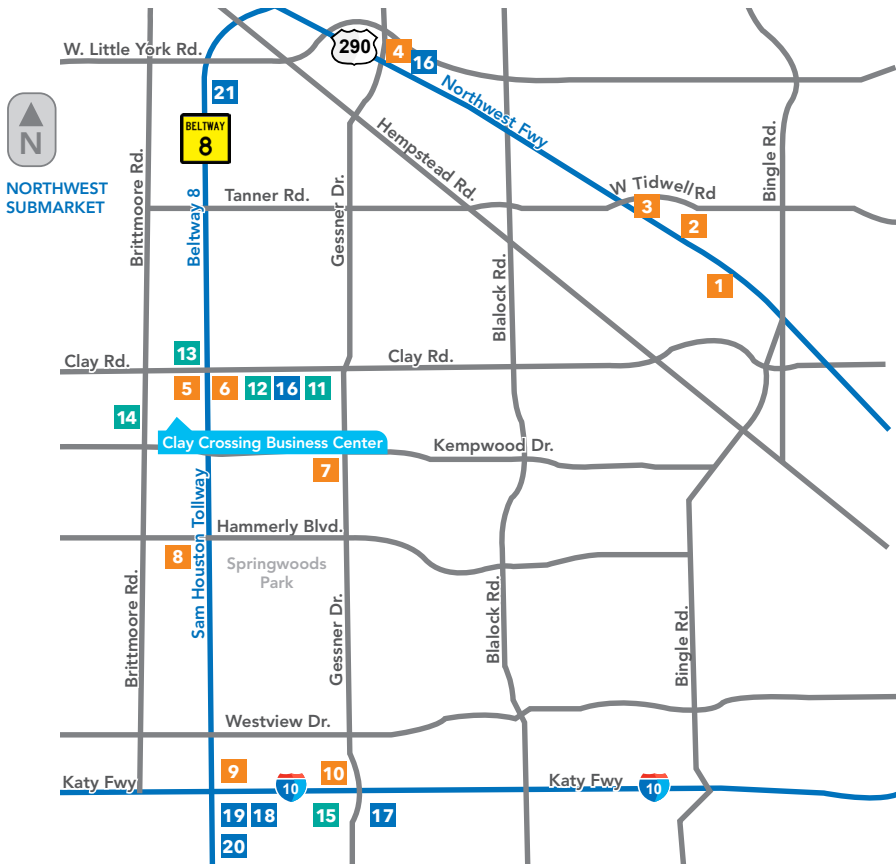 W. Little York Rd.
290
4
16
21
Northwest Fwy
BELTWAY
8
N
NORTHWEST
SUBMARKET
Brittmoore Rd.
Beltway 8
Tanner Rd.
Gessner Dr.
Hempstead Rd.
Blalock Rd.
W Tidwell Rd
Bingle Rd.
3
2
1
13
Clay Rd.
Clay Rd.
5
6
12
16
11
14
Clay Crossing Business Center
Kempwood Dr.
7
Sam Houston Tollway
Hammerly Blvd.
8
Springwoods
Park
Brittmoore Rd.
Gessner Dr.
Blalock Rd.
Bingle Rd.
Westview Dr.
9
10
Katy Fwy
10
Katy Fwy
10
19
18
15
17
20